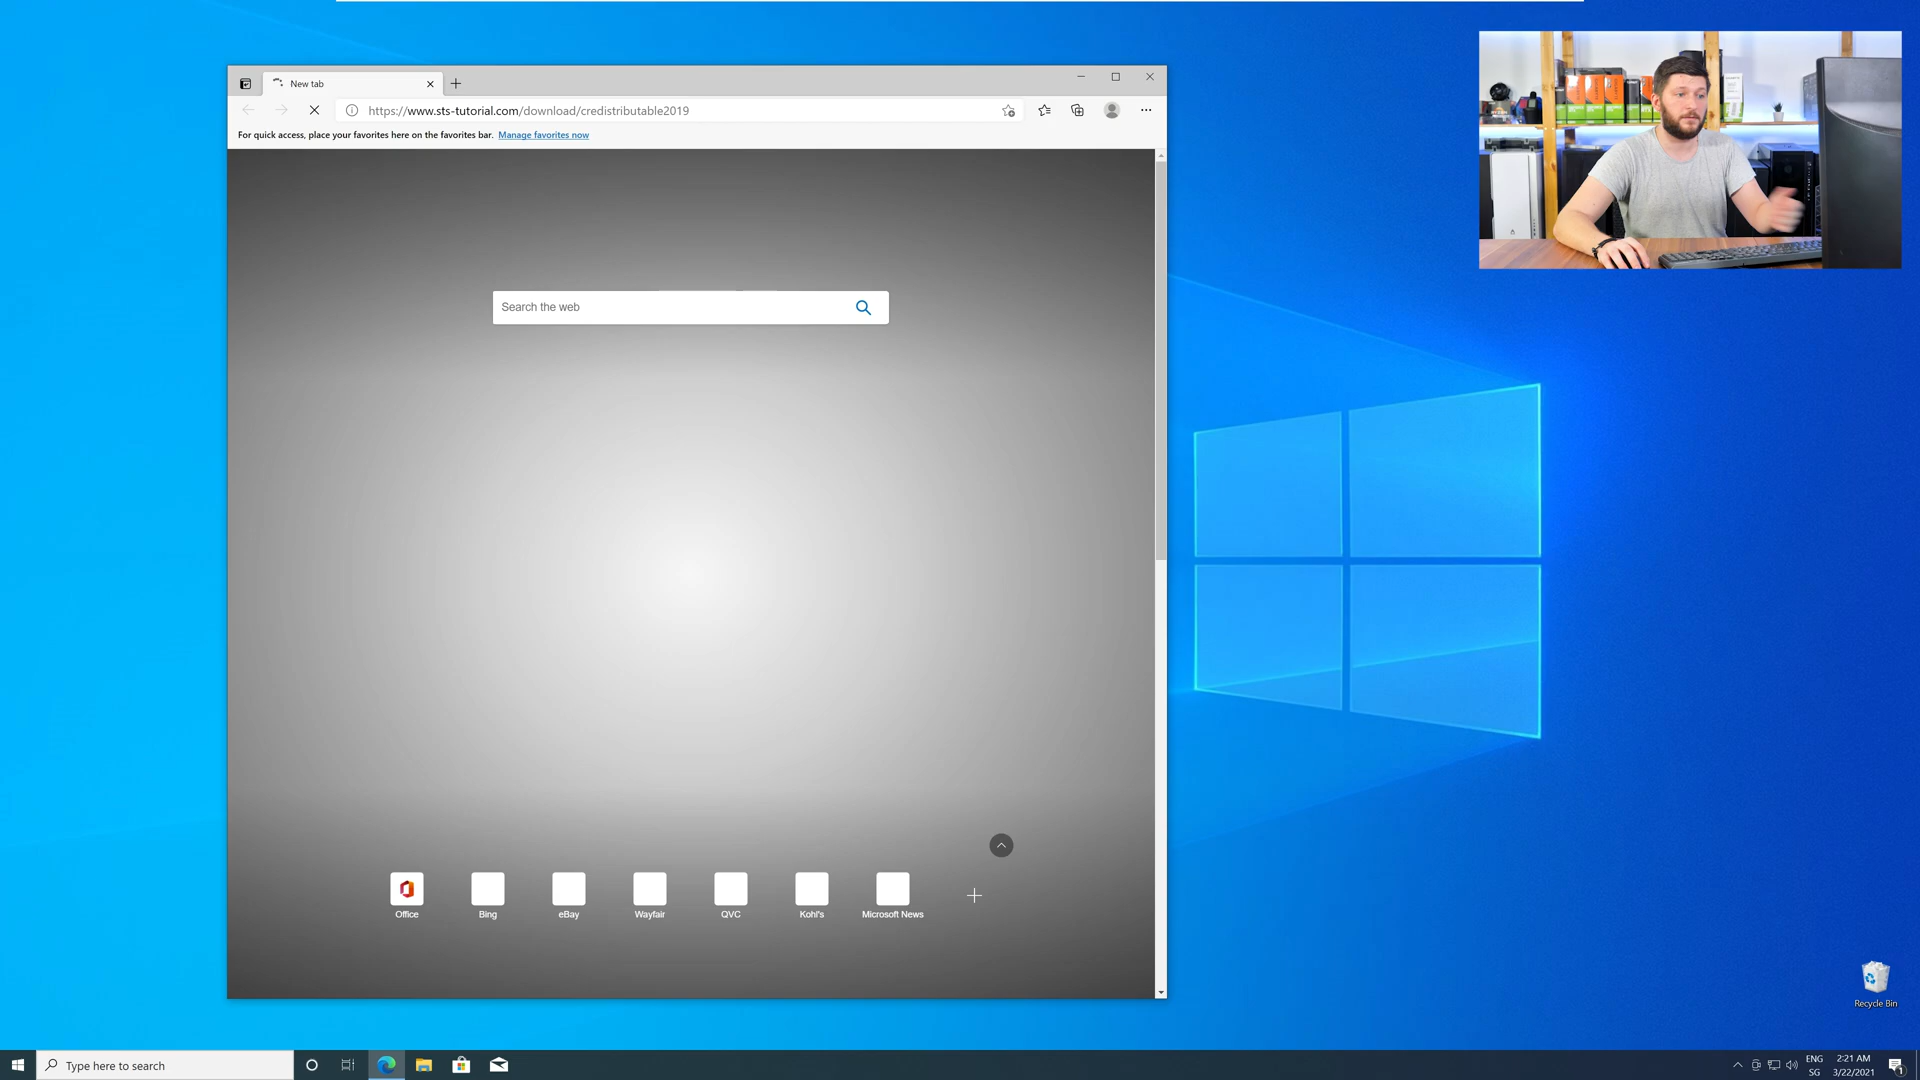 New tab
https://www.sts-tutorial.com/download/credistributable2019
For quick access, place your favorites here on the favorites bar. Manage favorites now
Search the web
Office
Bing
eBay
Wayfair
QVC
Kohl's
Microsoft News
Recycle Bin
Type here to search
ENG
SG
2:21 AM
3/22/2021
1